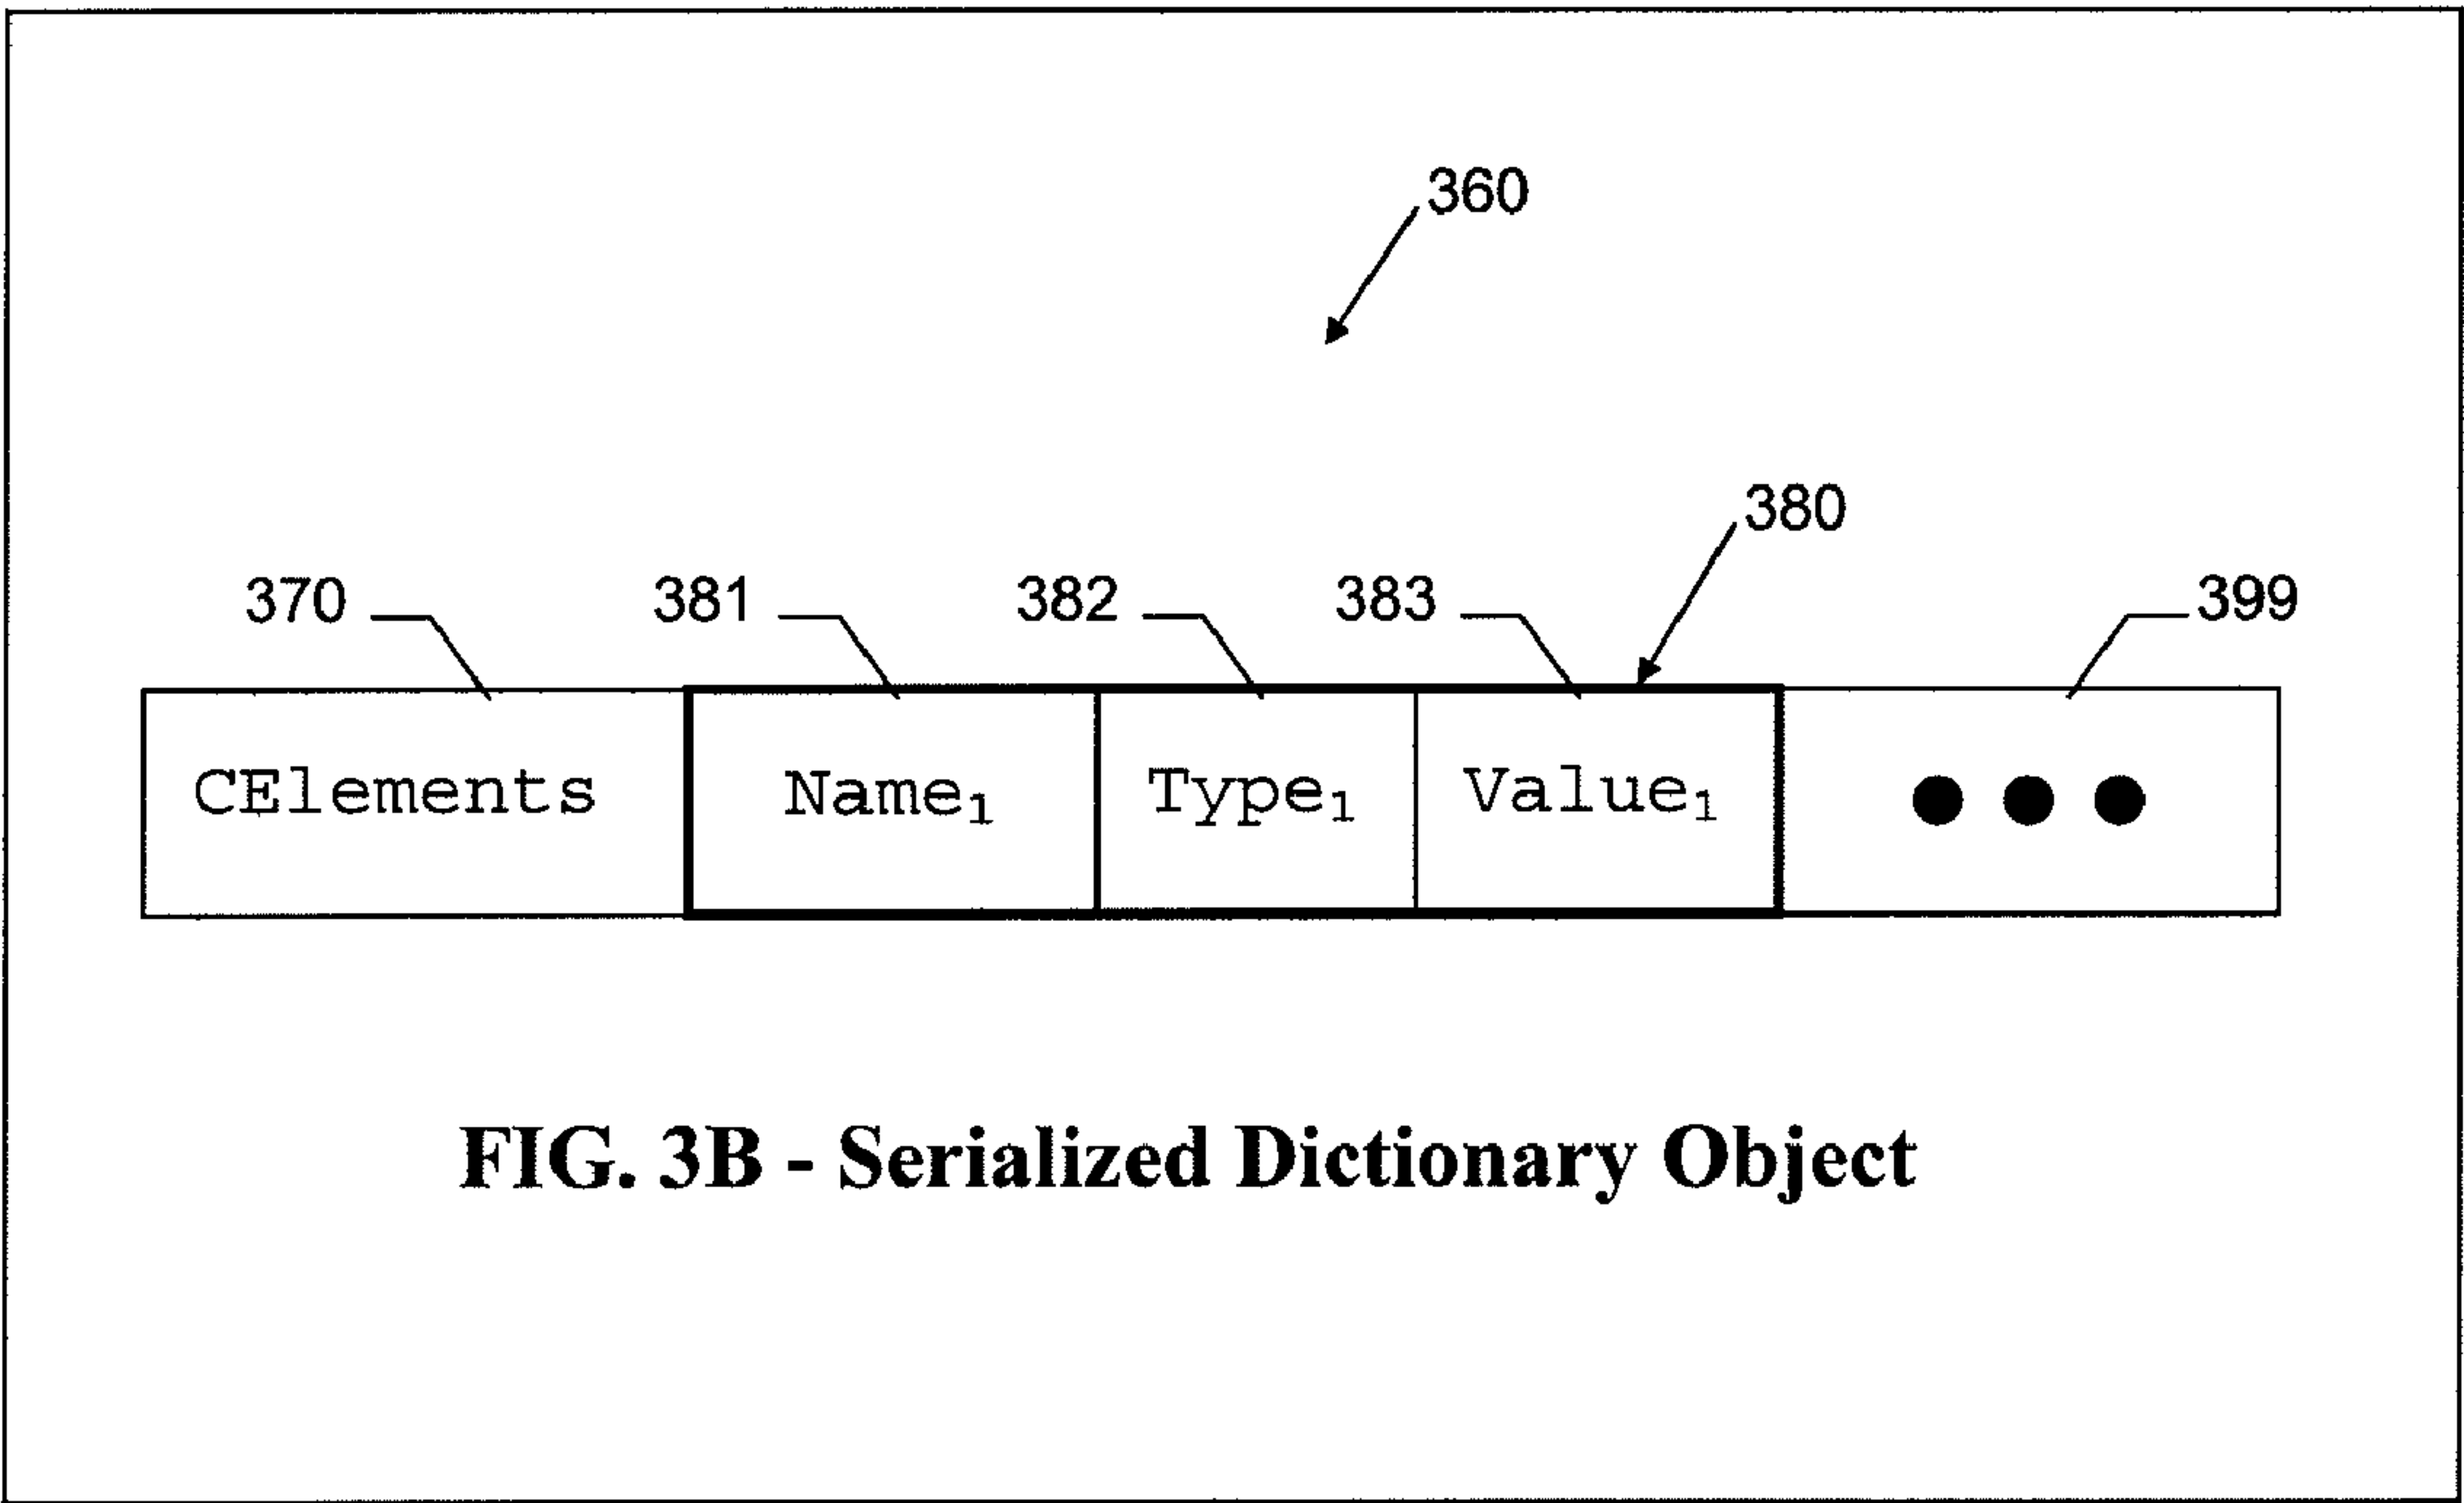 360
380
370 381 382 383 399
CElements Name₁ Type₁ Value₁ ●●●
FIG. 3B - Serialized Dictionary Object